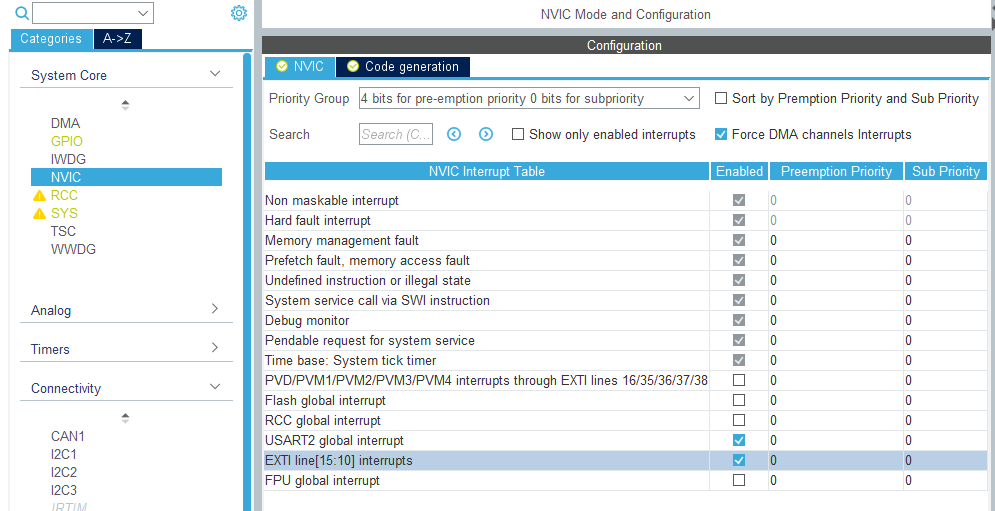 NVIC Mode and Configuration
Categories A->Z
Configuration
NVIC Code generation
System Core
Priority Group 4 bits for pre-emption priority 0 bits for subpriority Sort by Premption Priority and Sub Priority
DMA
GPIO
Search Search (C... Show only enabled interrupts Force DMA channels Interrupts
IWDG
NVIC
NVIC Interrupt Table Enabled Preemption Priority Sub Priority
RCC
SYS
TSC
WWDG
Non maskable interrupt 0 0
Hard fault interrupt 0 0
Memory management fault 0 0
Prefetch fault, memory access fault 0 0
Undefined instruction or illegal state 0 0
System service call via SWI instruction 0 0
Debug monitor 0 0
Pendable request for system service 0 0
Time base: System tick timer 0 0
PVD/PVM1/PVM2/PVM3/PVM4 interrupts through EXTI lines 16/35/36/37/38 0 0
Flash global interrupt 0 0
RCC global interrupt 0 0
USART2 global interrupt 0 0
EXTI line[15:10] interrupts 0 0
FPU global interrupt 0 0
Analog
Timers
Connectivity
CAN1
I2C1
I2C2
I2C3
IRTIM